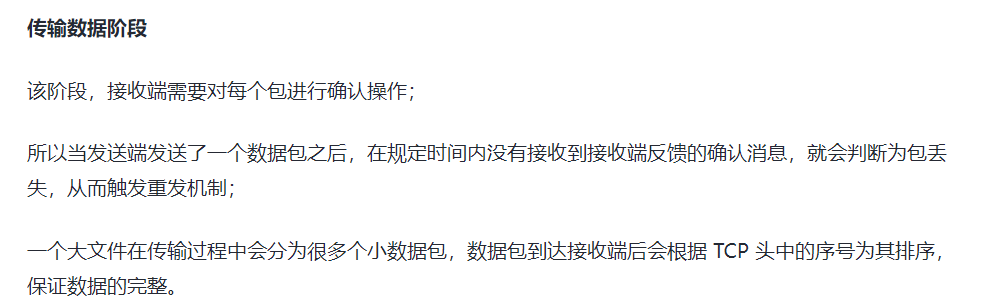 传输数据阶段
该阶段，接收端需要对每个包进行确认操作；
所以当发送端发送了一个数据包之后，在规定时间内没有接收到接收端反馈的确认消息，就会判断为包丢
失，从而触发重发机制；
一个大文件在传输过程中会分为很多个小数据包，数据包到达接收端后会根据 TCP 头中的序号为其排序，
保证数据的完整。